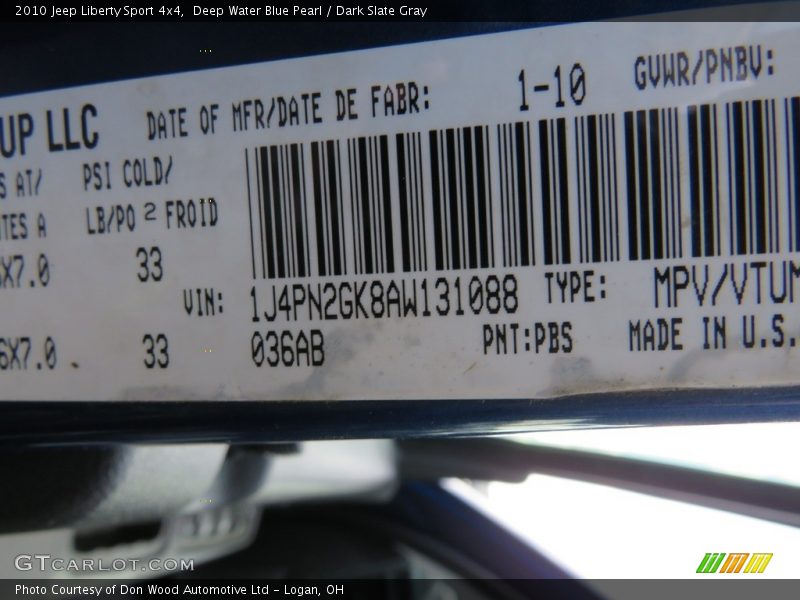 2010 Jeep Liberty Sport 4x4, Deep Water Blue Pearl / Dark Slate Gray
UP LLC DATE OF MFR/DATE DE FABR: 1-10 GVWR/PNBV:
S AT/ PSI COLD/
TES A LB/PO 2 FROID
X7.0 33
VIN: 1J4PN2GK8AW131088 TYPE: MPV/VTUM
6X7.0 33 036AB PNT:PBS MADE IN U.S.
GTCARLOT.COM
Photo Courtesy of Don Wood Automotive Ltd - Logan, OH